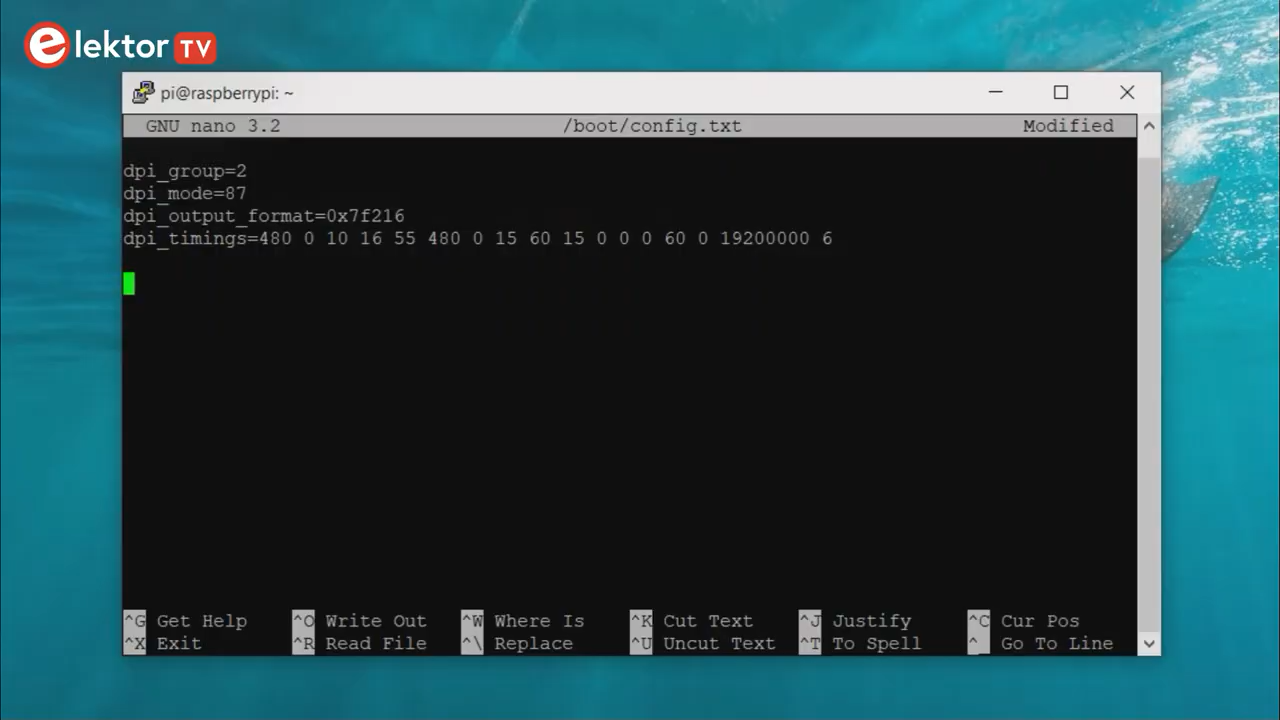 elektor TV
pi@raspberrypi: ~
GNU nano 3.2 /boot/config.txt Modified
dpi_group=2
dpi_mode=87
dpi_output_format=0x7f216
dpi_timings=480 0 10 16 55 480 0 15 60 15 0 0 0 60 0 19200000 6
^G Get Help ^O Write Out ^W Where Is ^K Cut Text ^J Justify ^C Cur Pos
^X Exit ^R Read File ^\ Replace ^U Uncut Text ^T To Spell ^_ Go To Line